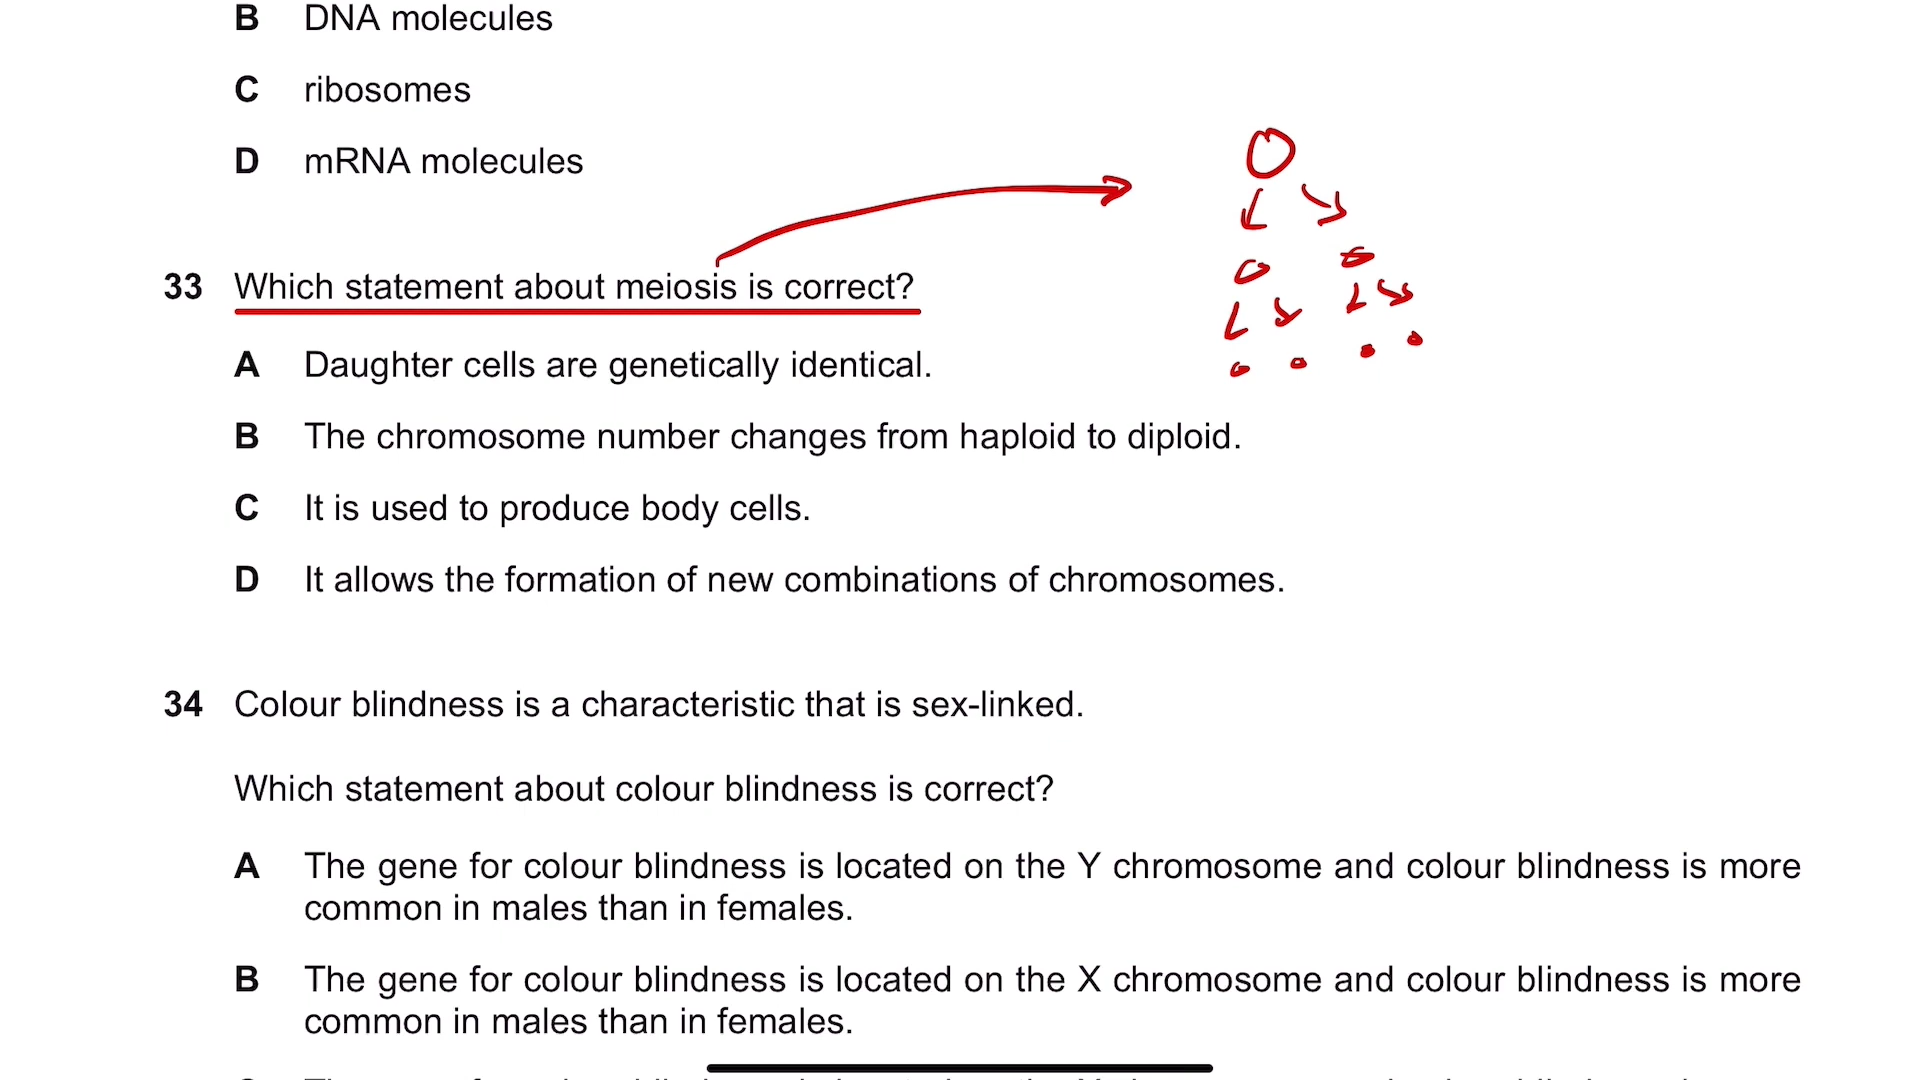 B DNA molecules
C ribosomes
D mRNA molecules
33 Which statement about meiosis is correct?
A Daughter cells are genetically identical.
B The chromosome number changes from haploid to diploid.
C It is used to produce body cells.
D It allows the formation of new combinations of chromosomes.
34 Colour blindness is a characteristic that is sex-linked.
Which statement about colour blindness is correct?
A The gene for colour blindness is located on the Y chromosome and colour blindness is more
common in males than in females.
B The gene for colour blindness is located on the X chromosome and colour blindness is more
common in males than in females.